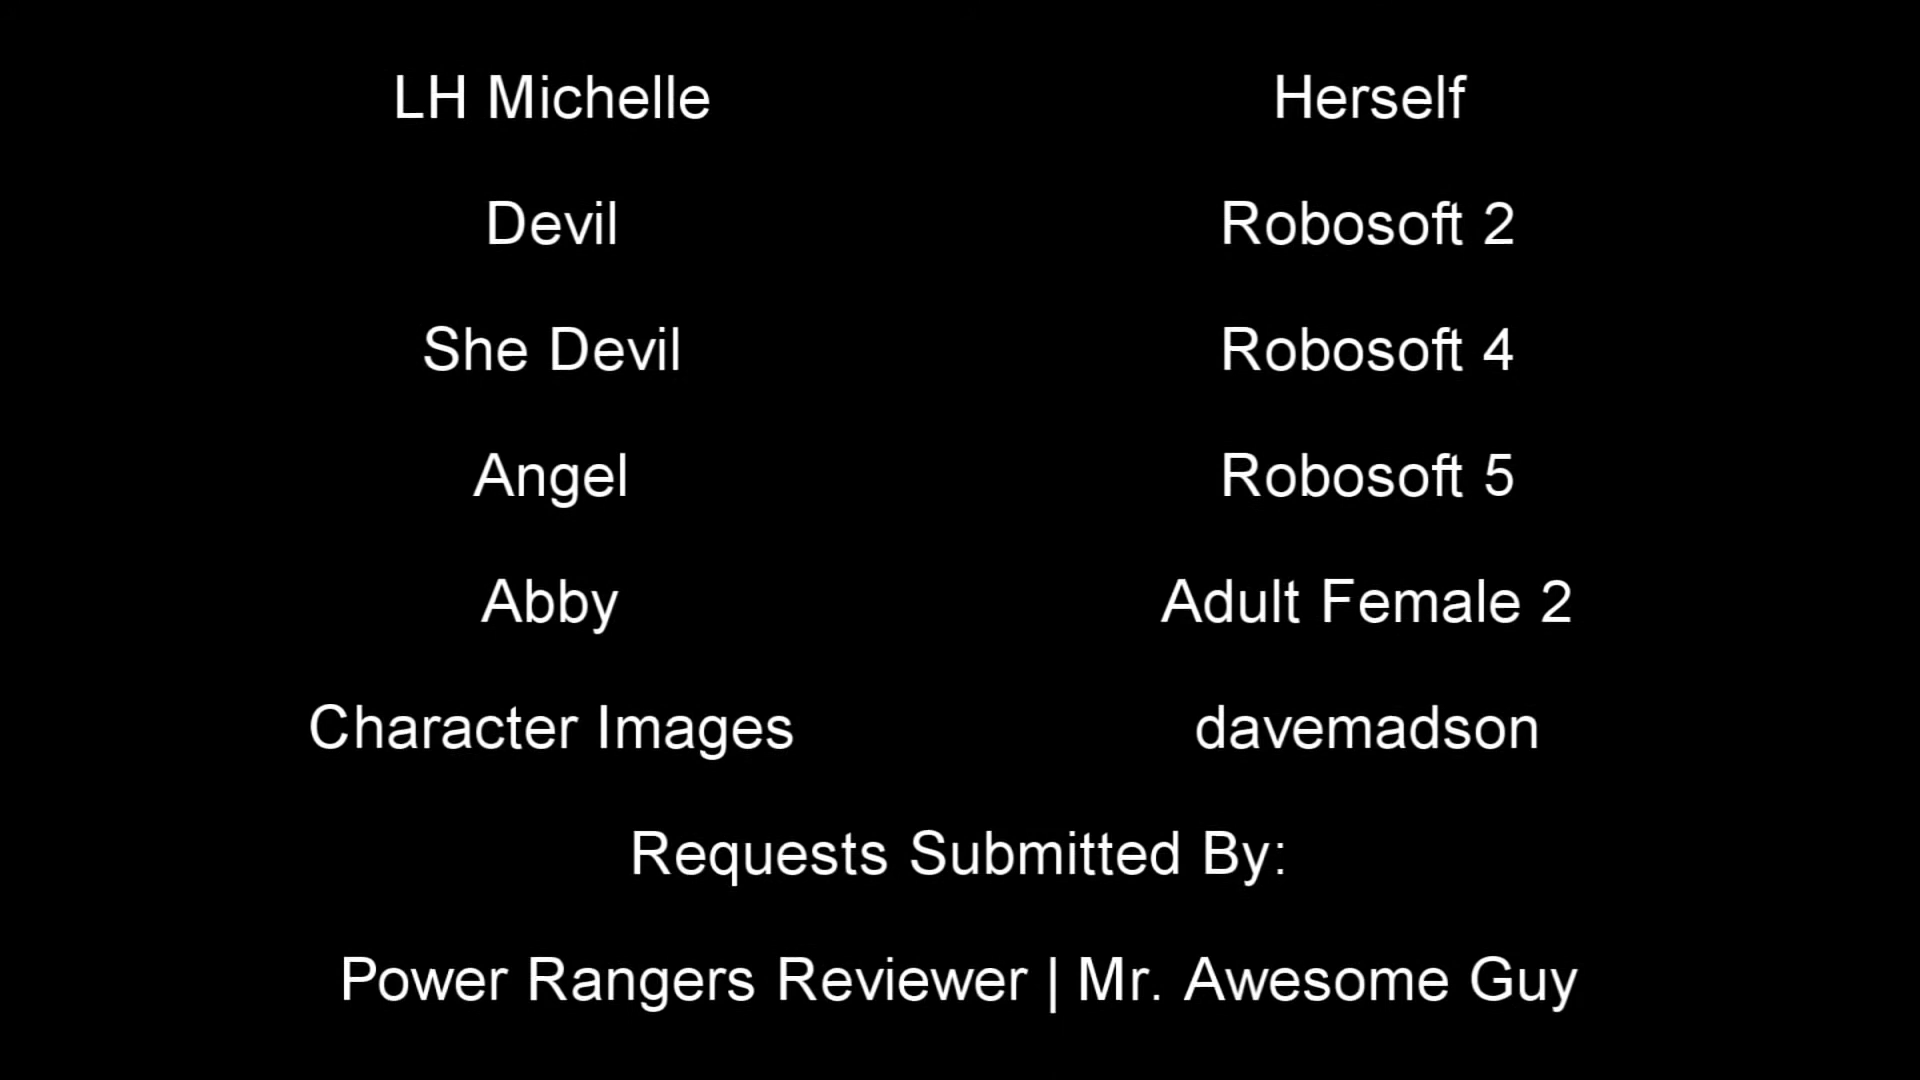 LH Michelle Herself
Devil Robosoft 2
She Devil Robosoft 4
Angel Robosoft 5
Abby Adult Female 2
Character Images davemadson
Requests Submitted By:
Power Rangers Reviewer | Mr. Awesome Guy